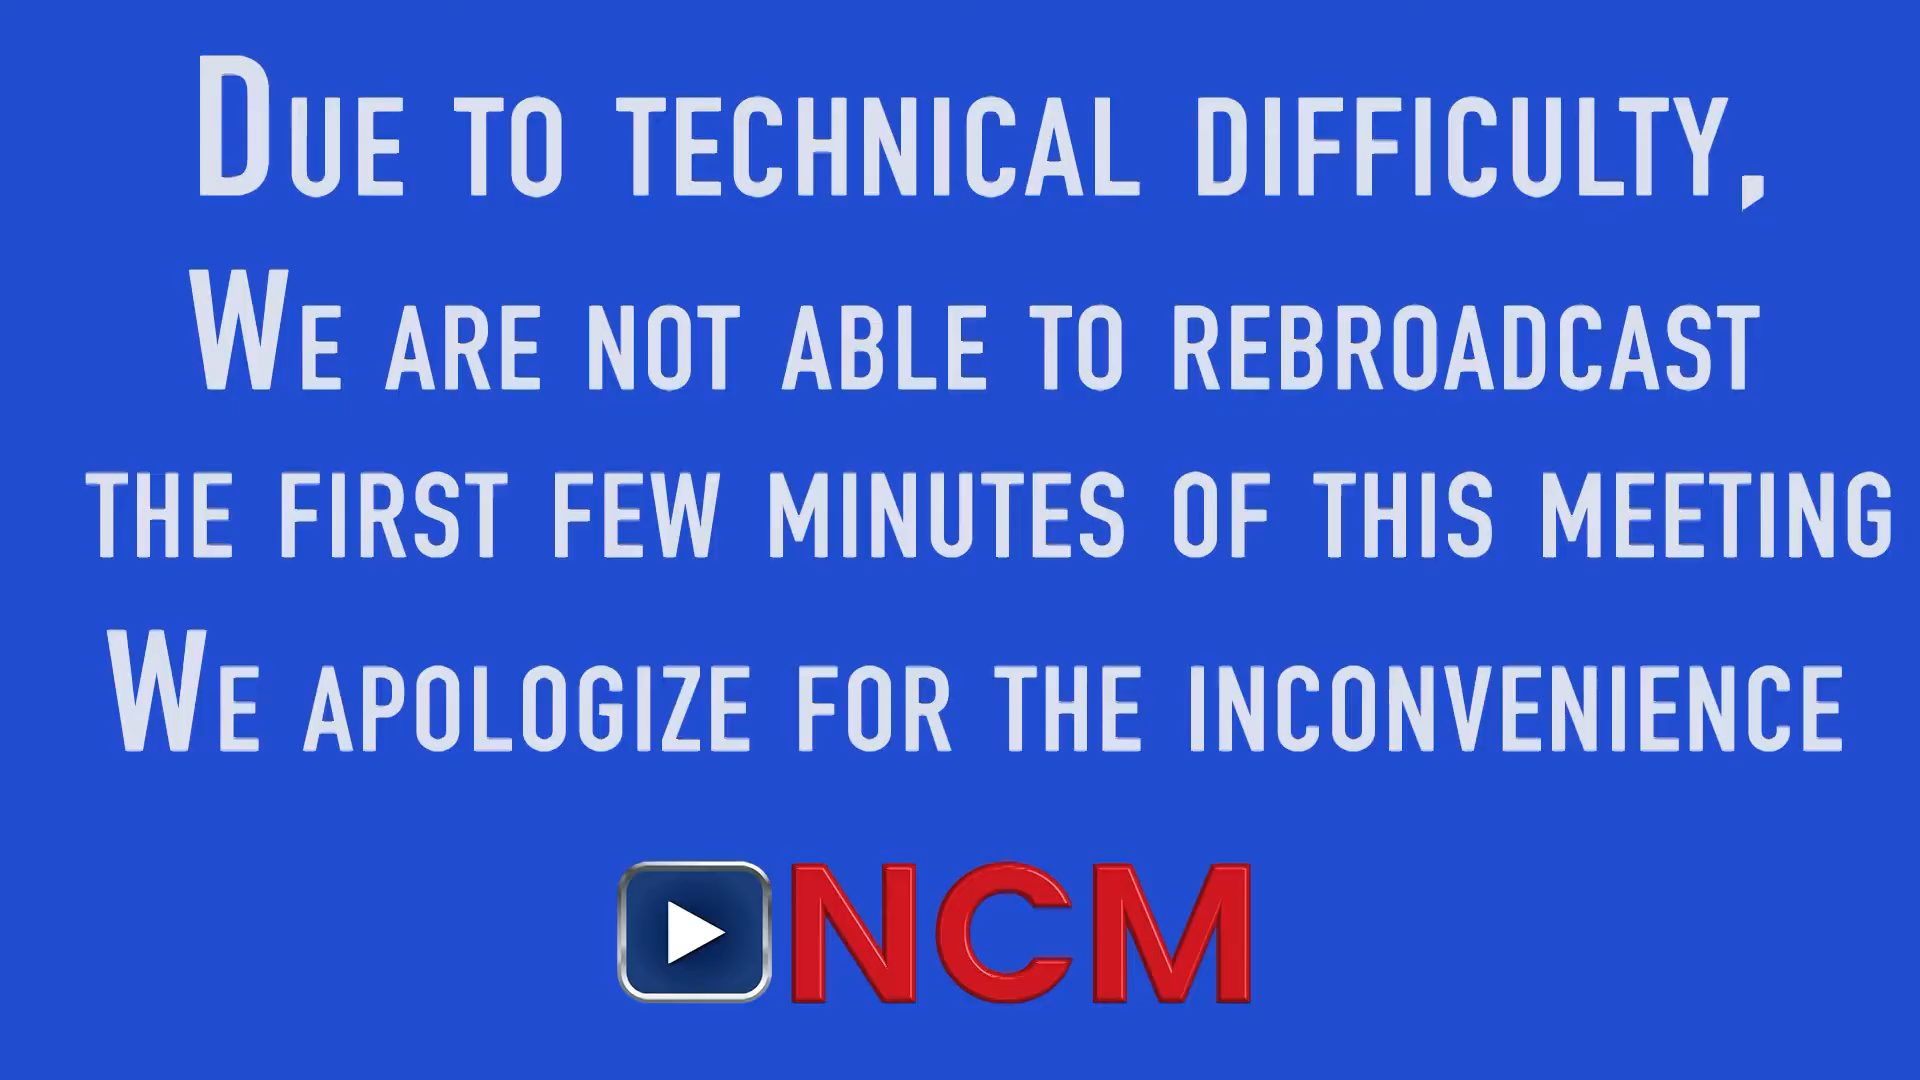 Due to technical difficulty,
We are not able to rebroadcast
the first few minutes of this meeting
We apologize for the inconvenience
NCM